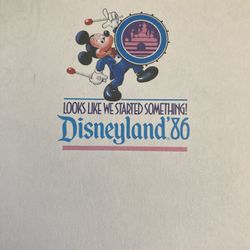 LOOKS LIKE WE STARTED SOMETHING!
Disneyland '86